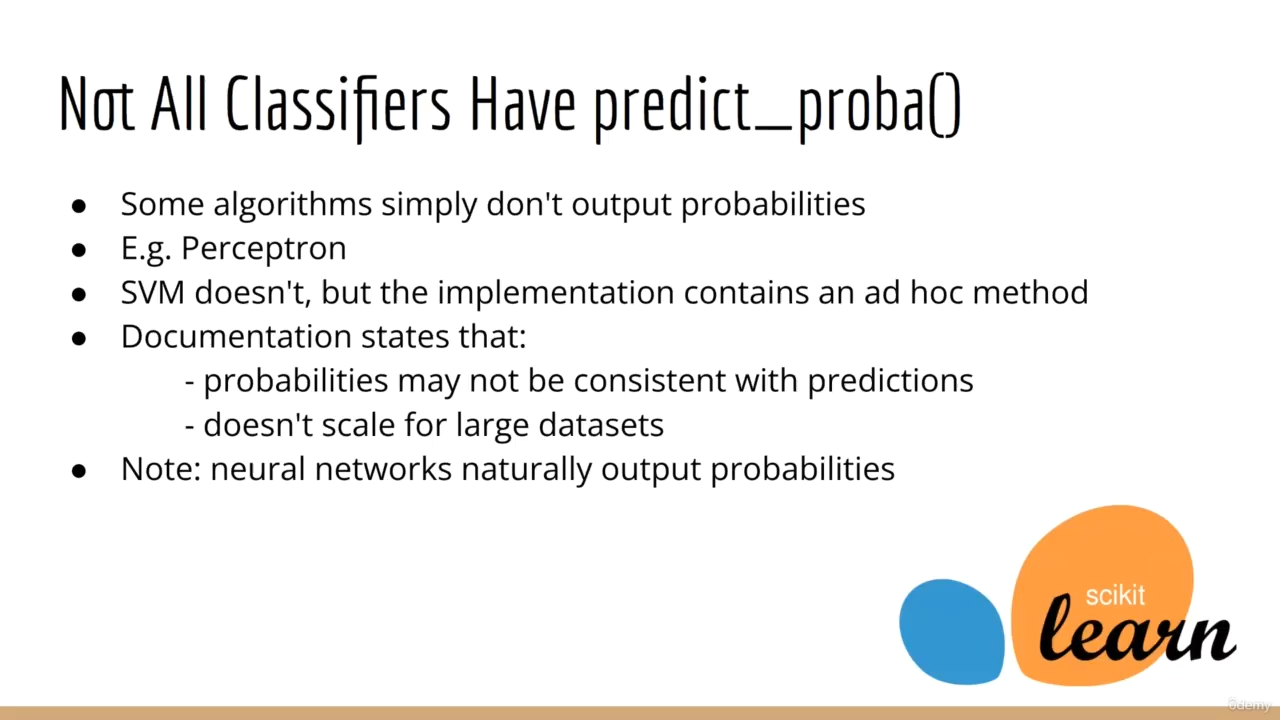 Not All Classifiers Have predict_proba()
● Some algorithms simply don't output probabilities
● E.g. Perceptron
● SVM doesn't, but the implementation contains an ad hoc method
● Documentation states that:
- probabilities may not be consistent with predictions
- doesn't scale for large datasets
● Note: neural networks naturally output probabilities
scikit
learn
ûdemy